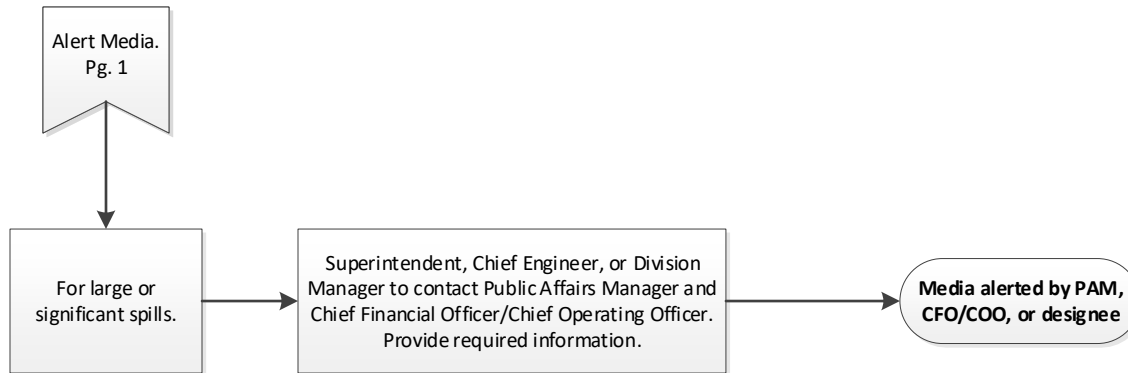 Alert Media.
Pg. 1
For large or
significant spills.
Superintendent, Chief Engineer, or Division
Manager to contact Public Affairs Manager and
Chief Financial Officer/Chief Operating Officer.
Provide required information.
Media alerted by PAM,
CFO/COO, or designee